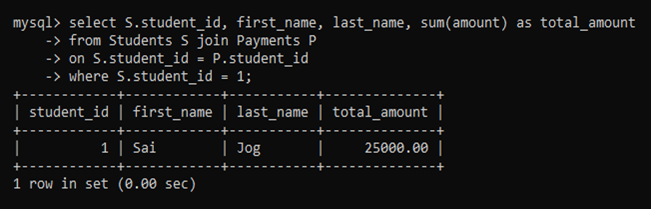 mysql> select S.student_id, first_name, last_name, sum(amount) as total_amount
    -> from Students S join Payments P
    -> on S.student_id = P.student_id
    -> where S.student_id = 1;
+------------+------------+-----------+--------------+
| student_id | first_name | last_name | total_amount |
+------------+------------+-----------+--------------+
|          1 | Sai        | Jog       |     25000.00 |
+------------+------------+-----------+--------------+
1 row in set (0.00 sec)